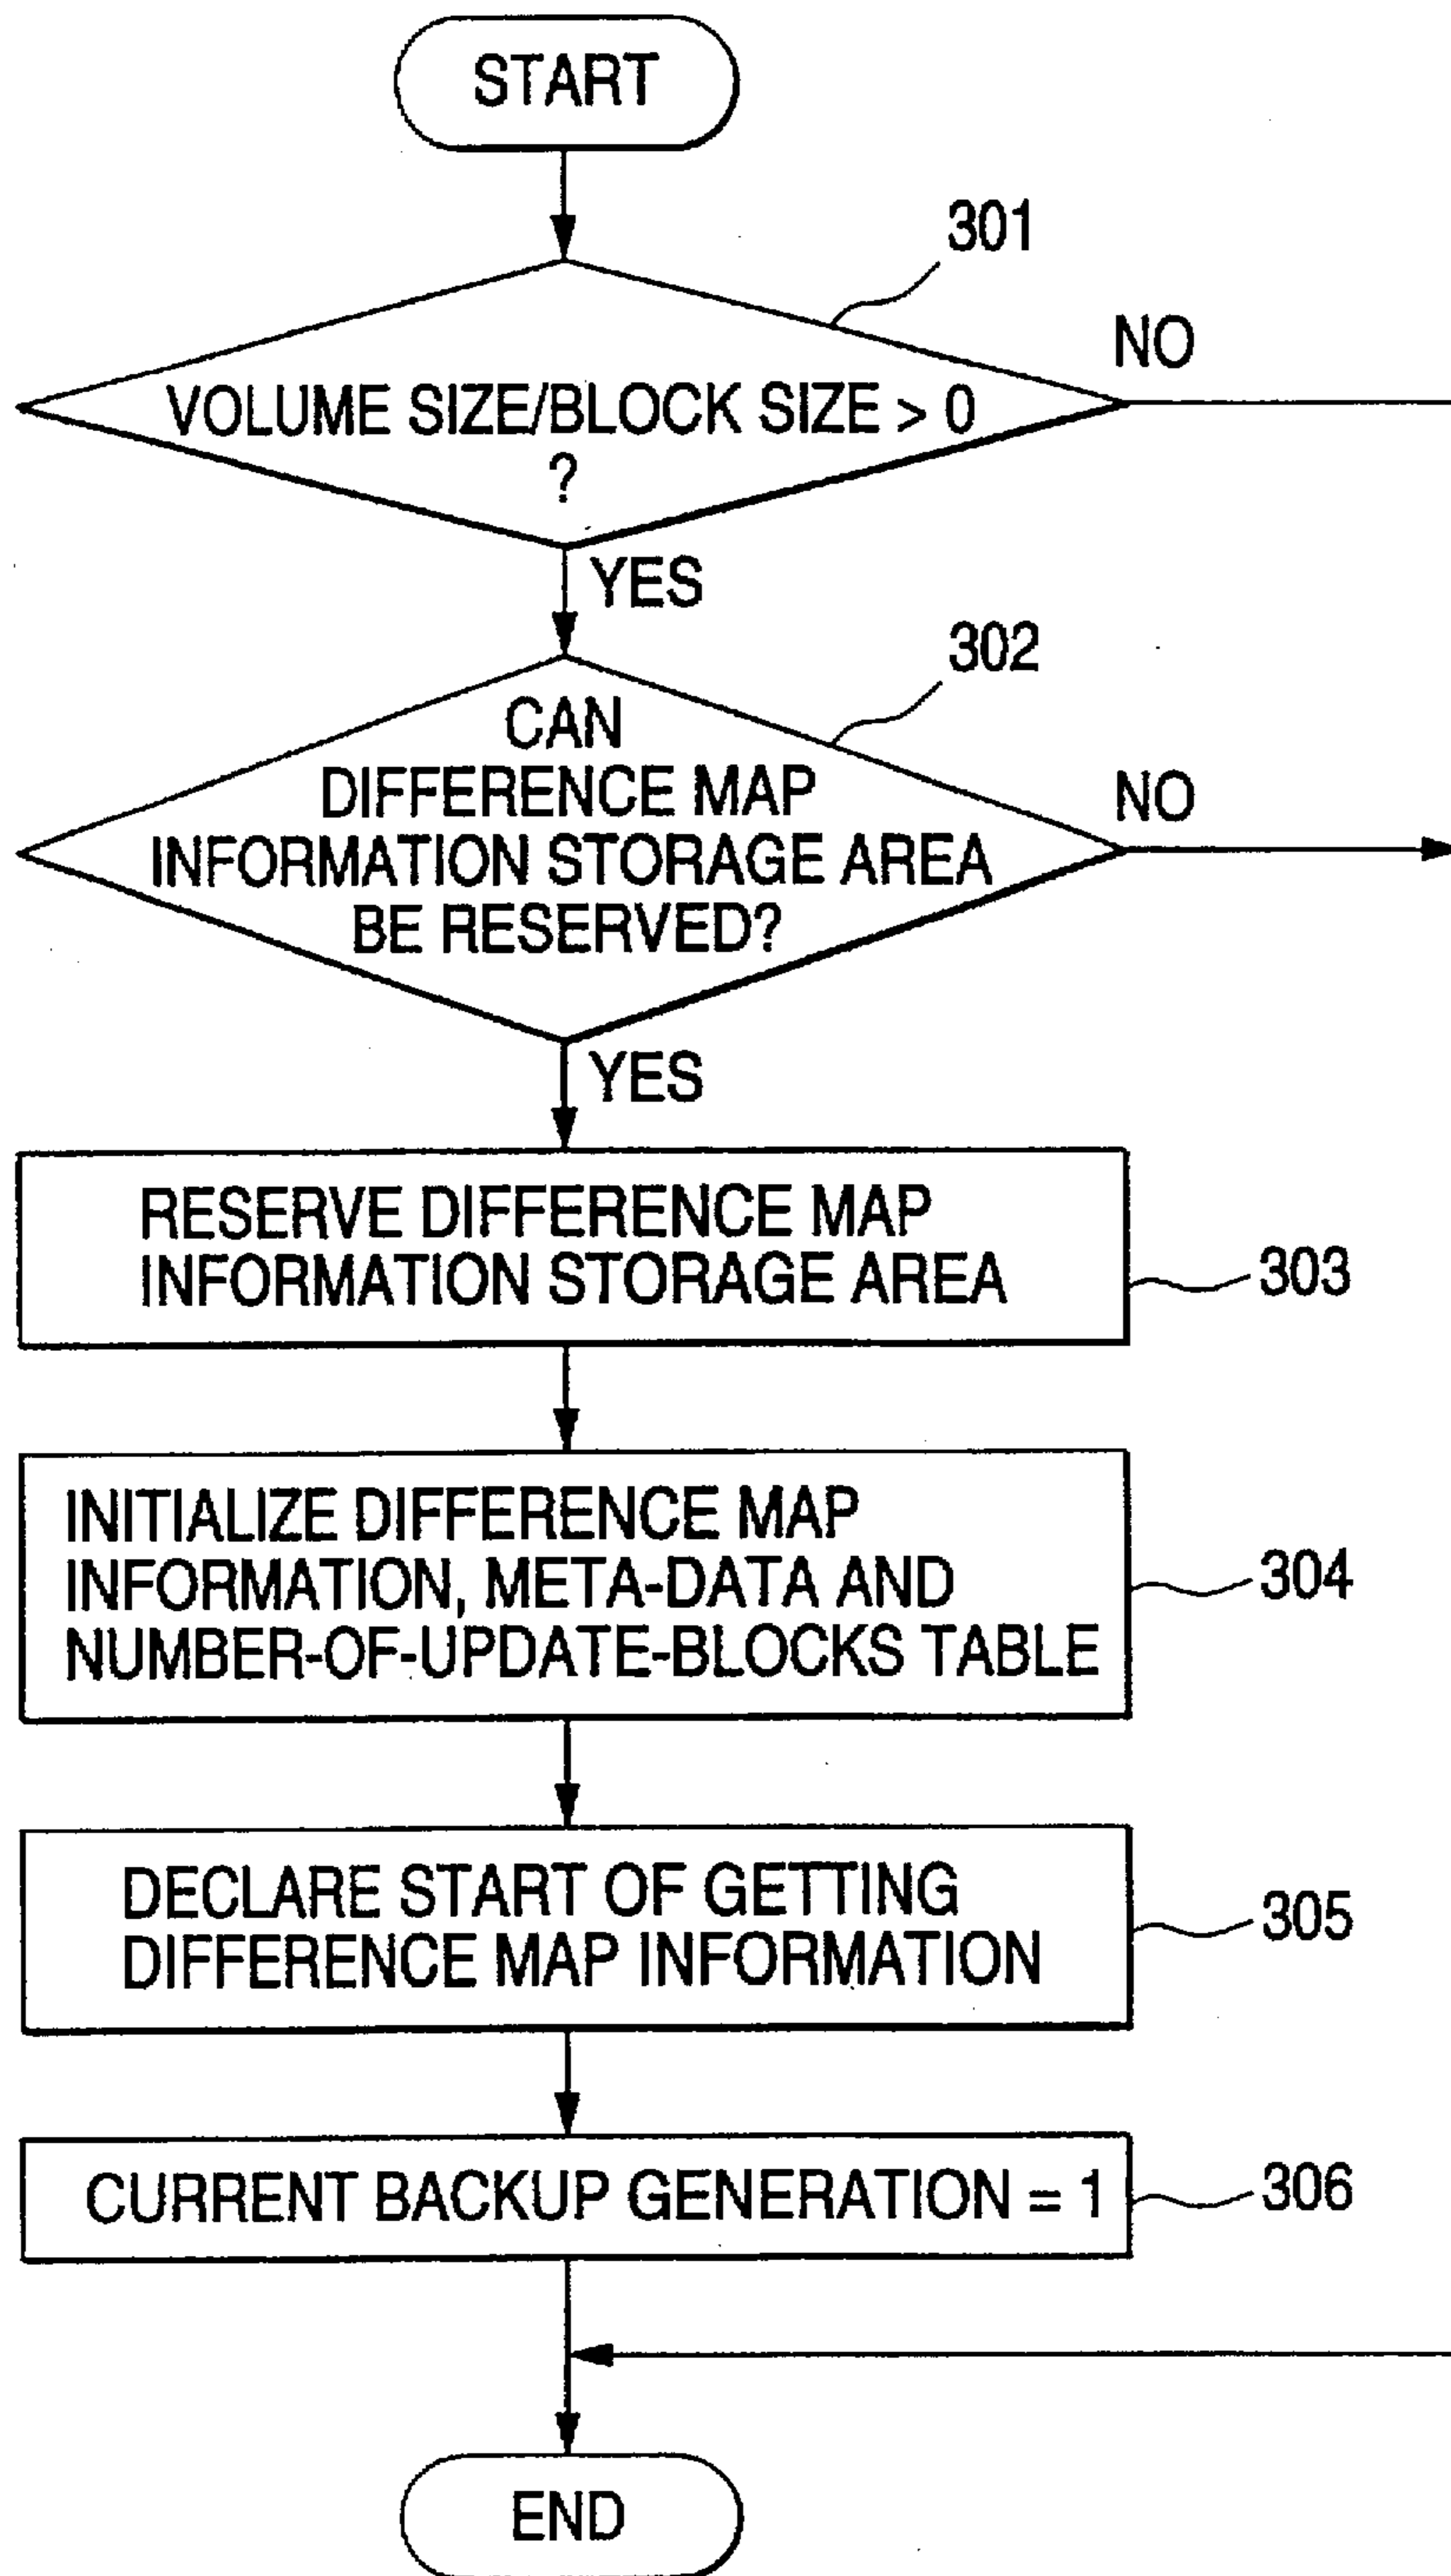 START
301
NO
VOLUME SIZE/BLOCK SIZE > 0
?
YES
302
CAN
DIFFERENCE MAP
INFORMATION STORAGE AREA
BE RESERVED?
NO
YES
RESERVE DIFFERENCE MAP
INFORMATION STORAGE AREA
303
INITIALIZE DIFFERENCE MAP
INFORMATION, META-DATA AND
NUMBER-OF-UPDATE-BLOCKS TABLE
304
DECLARE START OF GETTING
DIFFERENCE MAP INFORMATION
305
CURRENT BACKUP GENERATION = 1
306
END